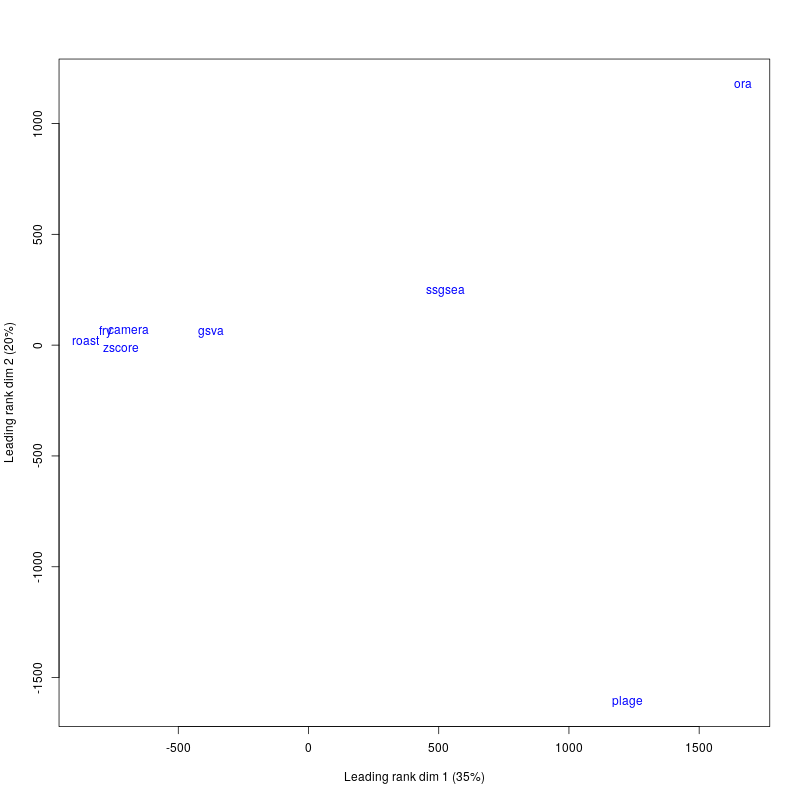 ora
ssgsea
fry
camera
gsva
roast
zscore
plage
1000
500
0
-500
-1000
-1500
Leading rank dim 2 (20%)
-500
0
500
1000
1500
Leading rank dim 1 (35%)